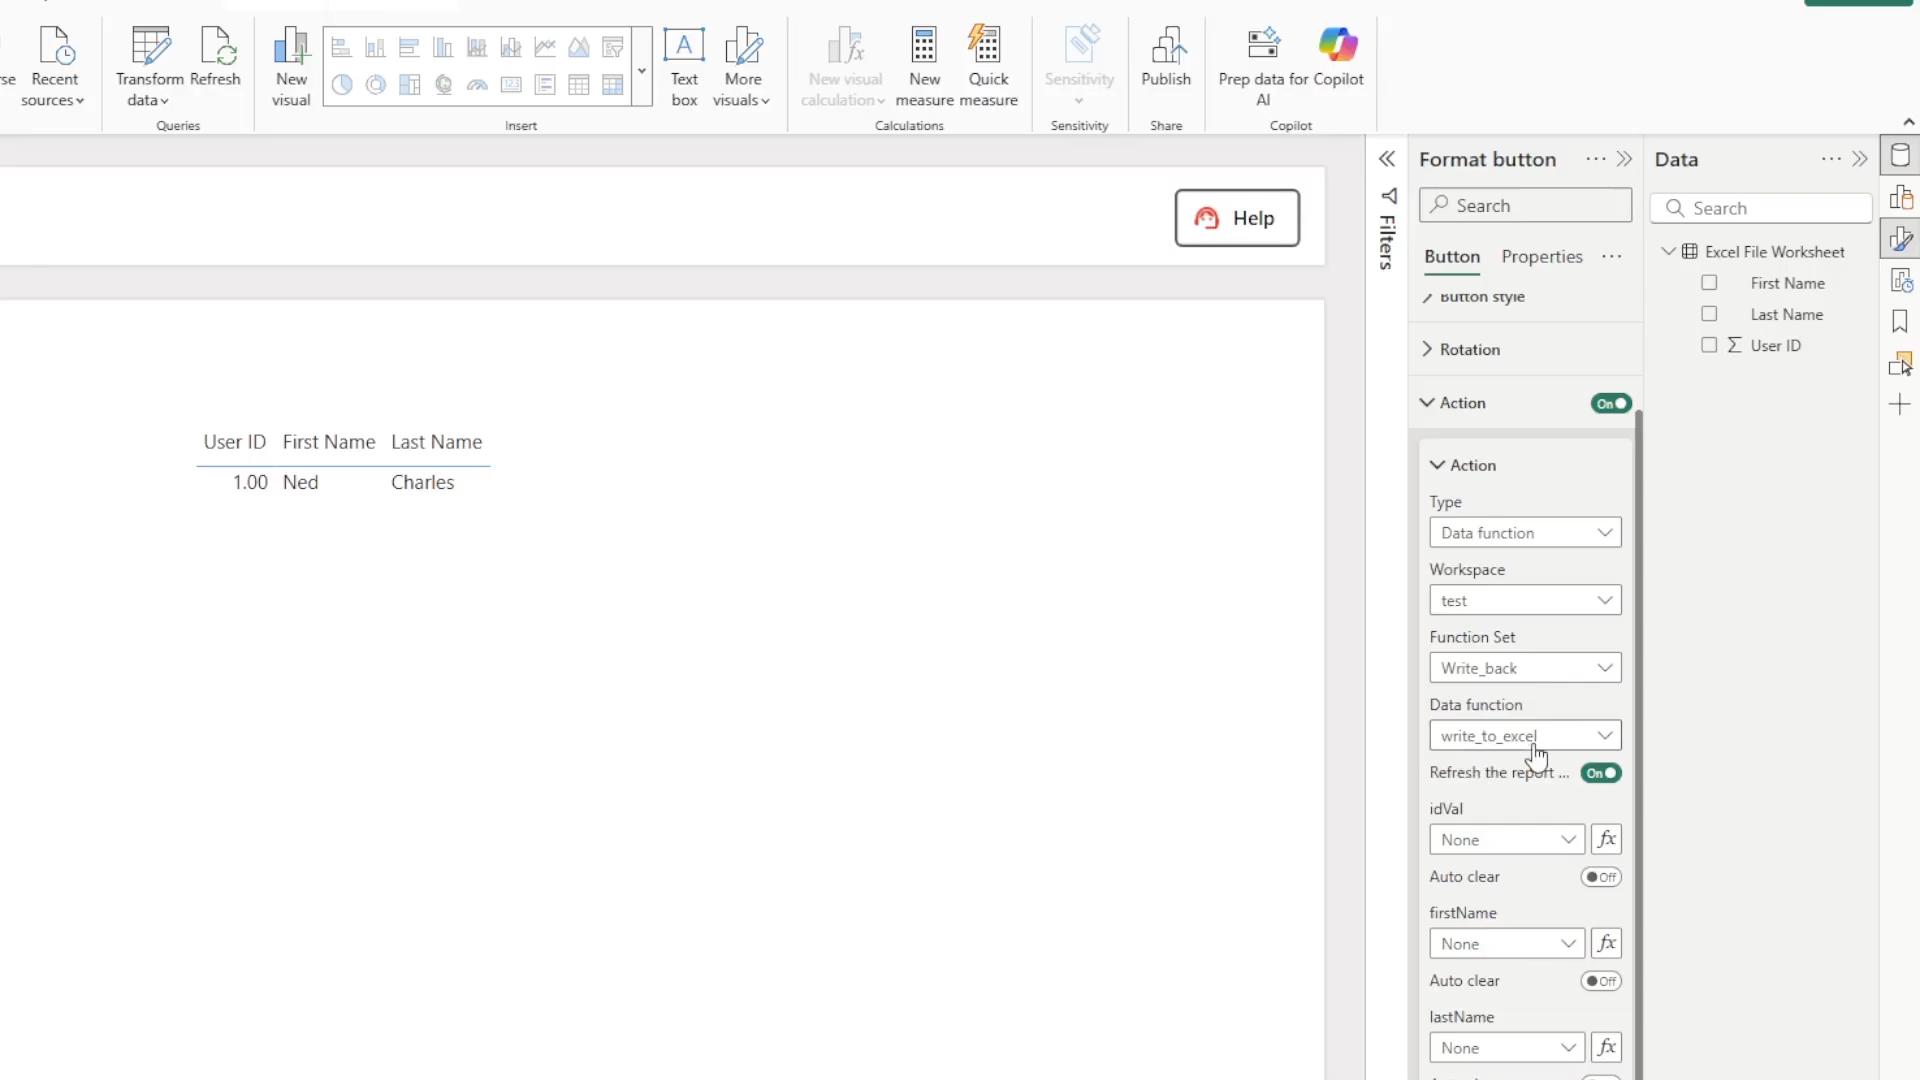 se
Recent
sources
Transform
data
Refresh
Queries
New
visual
Insert
A
Text
box
More
visuals
New visual
calculation
New
measure
Quick
measure
Calculations
Sensitivity
Sensitivity
Publish
Share
Prep data for
AI
Copilot
Copilot
Help
Filters
Format button
Search
Button
Properties
Button style
Rotation
Action
On
Action
Type
Data function
Workspace
test
Function Set
Write_back
Data function
write_to_excel
Refresh the report ...
On
idVal
None
fx
Auto clear
Off
firstName
None
fx
Auto clear
Off
lastName
None
fx
Data
Search
Excel File Worksheet
First Name
Last Name
Σ User ID
User ID First Name Last Name
1.00 Ned Charles